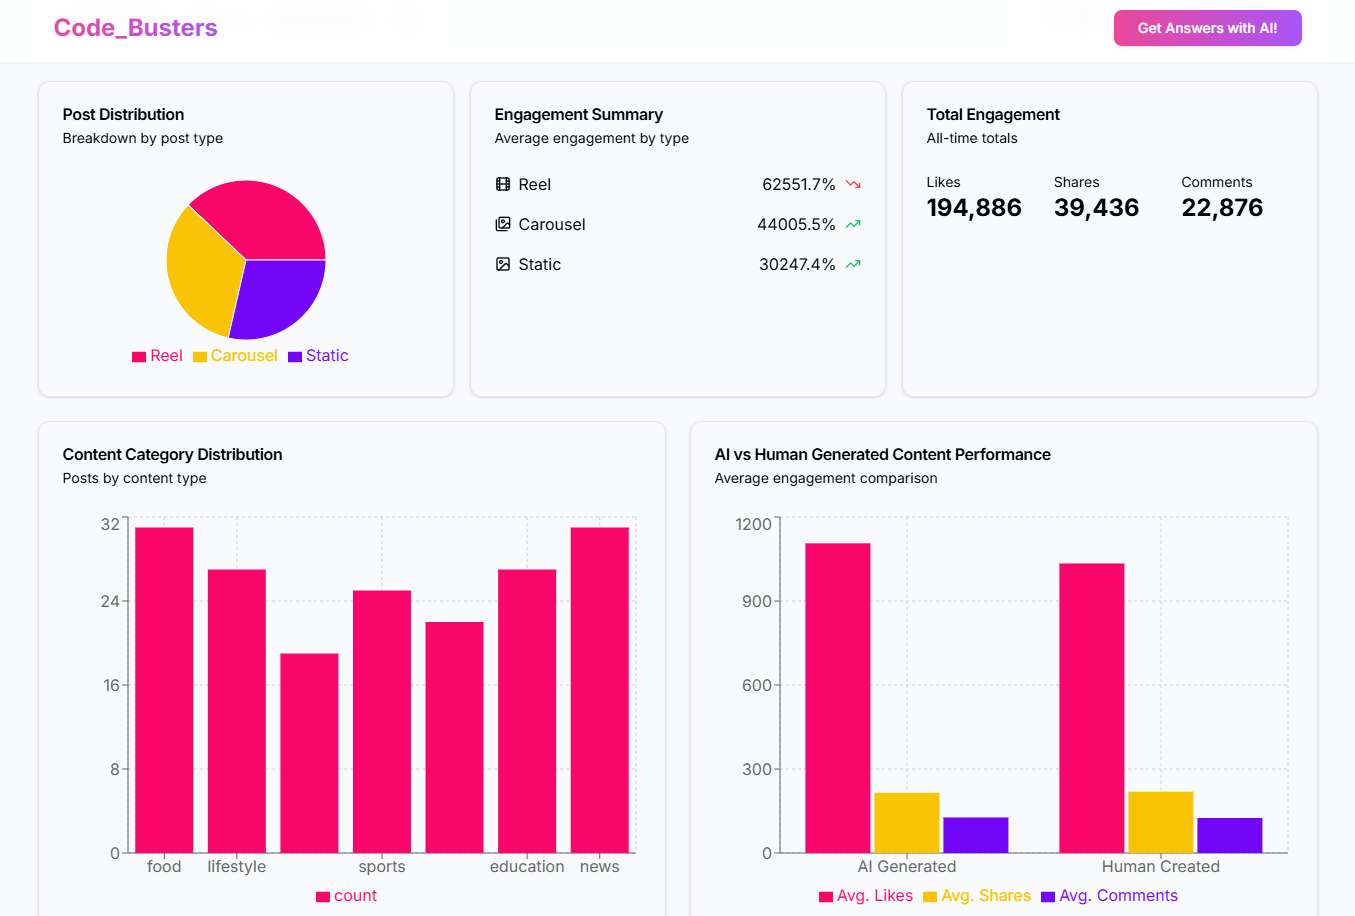 Code_Busters
Get Answers with AI!
Post Distribution
Breakdown by post type
Reel
Carousel
Static
Engagement Summary
Average engagement by type
Reel 62551.7%
Carousel 44005.5%
Static 30247.4%
Total Engagement
All-time totals
Likes Shares Comments
194,886 39,436 22,876
Content Category Distribution
Posts by content type
32
24
16
8
0
food lifestyle sports education news
count
AI vs Human Generated Content Performance
Average engagement comparison
1200
900
600
300
0
AI Generated Human Created
Avg. Likes Avg. Shares Avg. Comments